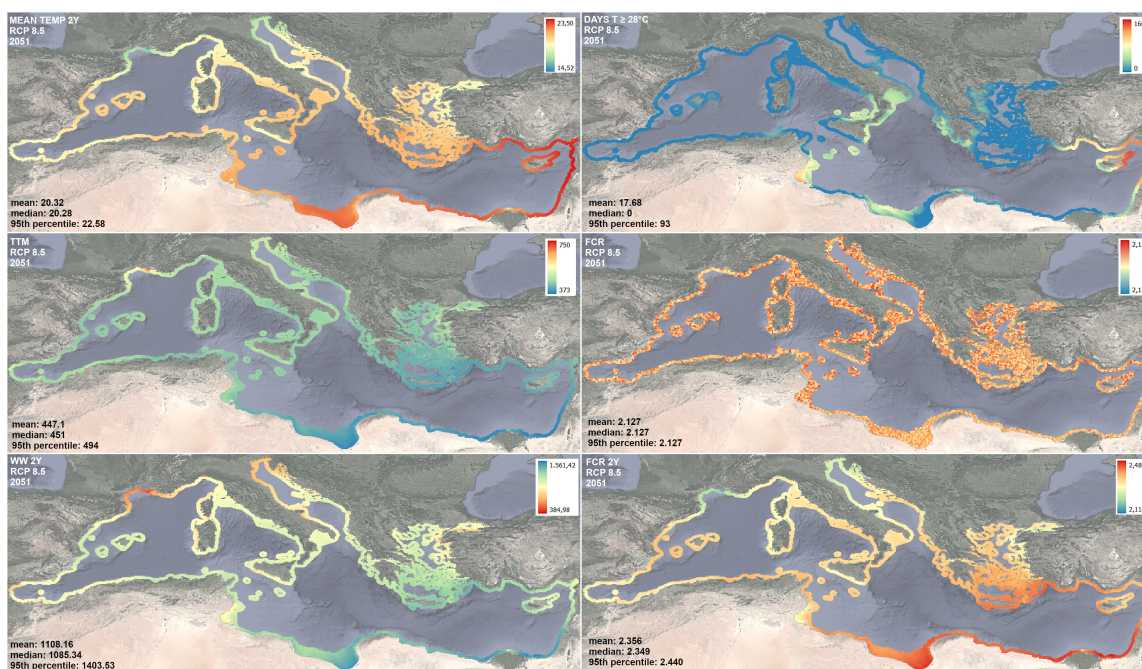 MEAN TEMP 2Y
RCP 8.5
2051
23,50
14,52
mean: 20.32
median: 20.28
95th percentile: 22.58
DAYS T ≥ 28°C
RCP 8.5
2051
0
mean: 17.68
median: 0
95th percentile: 93
TTM
RCP 8.5
2051
750
373
mean: 447.1
median: 451
95th percentile: 494
FCR
RCP 8.5
2051
mean: 2.127
median: 2.127
95th percentile: 2.127
WW 2Y
RCP 8.5
2051
1.561,42
384,98
mean: 1108.16
median: 1085.34
95th percentile: 1403.53
FCR 2Y
RCP 8.5
2051
mean: 2.356
median: 2.349
95th percentile: 2.440